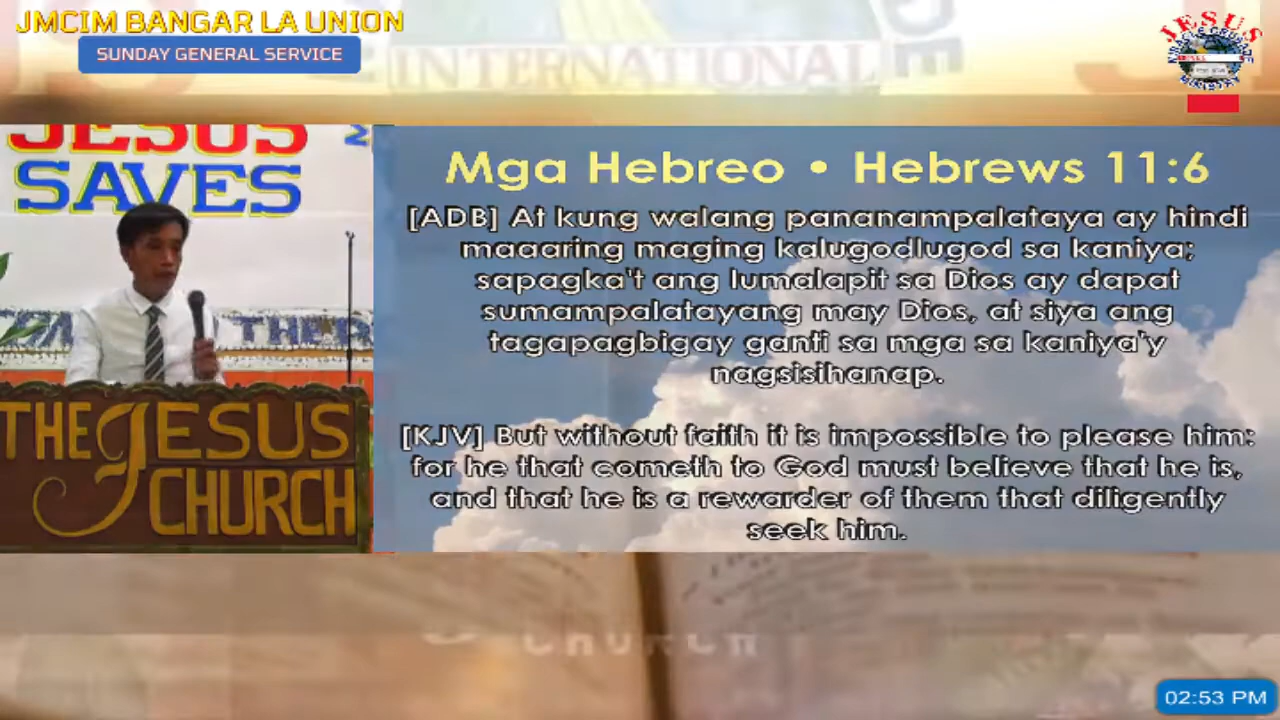 JMCIM BANGAR LA UNION
SUNDAY GENERAL SERVICE
INTERNATIONAL
JESUS
JESUS
SAVES
THE JESUS
CHURCH
Mga Hebreo • Hebrews 11:6
[ADB] At kung walang pananampalataya ay hindi
maaaring maging kalugodlugod sa kaniya;
sapagka't ang lumalapit sa Dios ay dapat
sumampalatayang may Dios, at siya ang
tagapagbigay ganti sa mga sa kaniya'y
nagsisihanap.
[KJV] But without faith it is impossible to please him:
for he that cometh to God must believe that he is,
and that he is a rewarder of them that diligently
seek him.
CHURCH
02:53 PM